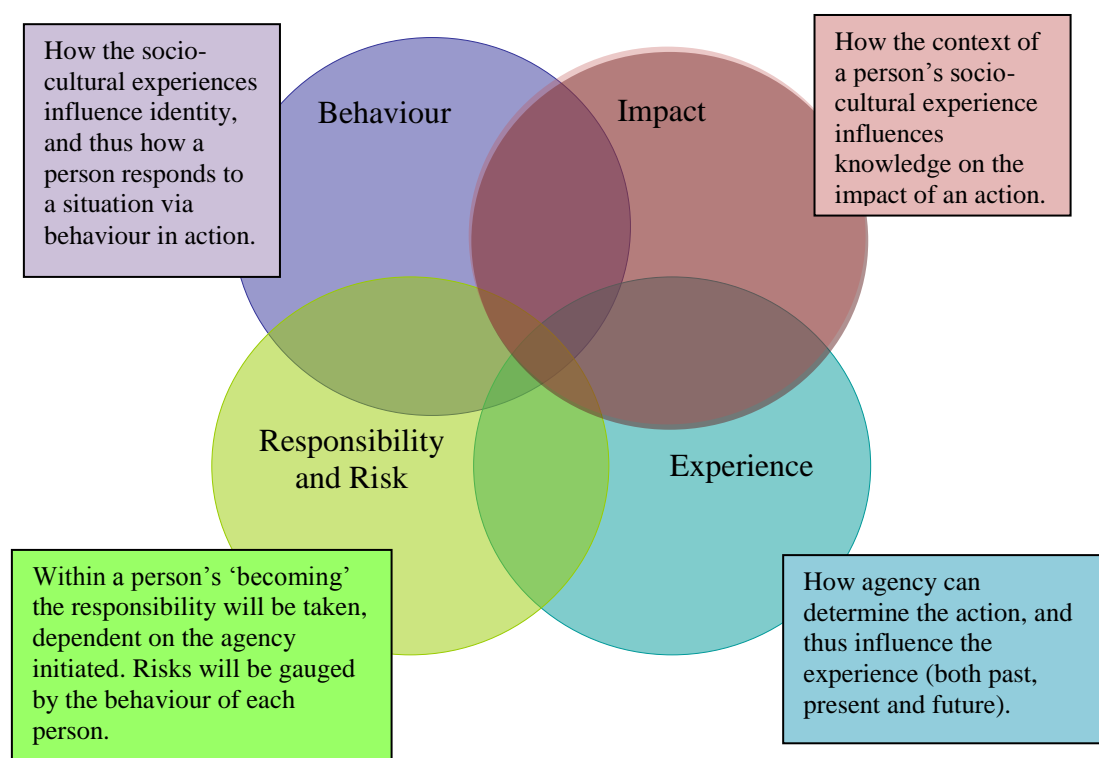 How the socio-
cultural experiences
influence identity,
and thus how a
person responds to
a situation via
behaviour in action.
Behaviour
Impact
How the context of
a person’s socio-
cultural experience
influences
knowledge on the
impact of an action.
Responsibility
and Risk
Experience
Within a person’s ‘becoming’
the responsibility will be taken,
dependent on the agency
initiated. Risks will be gauged
by the behaviour of each
person.
How agency can
determine the action, and
thus influence the
experience (both past,
present and future).